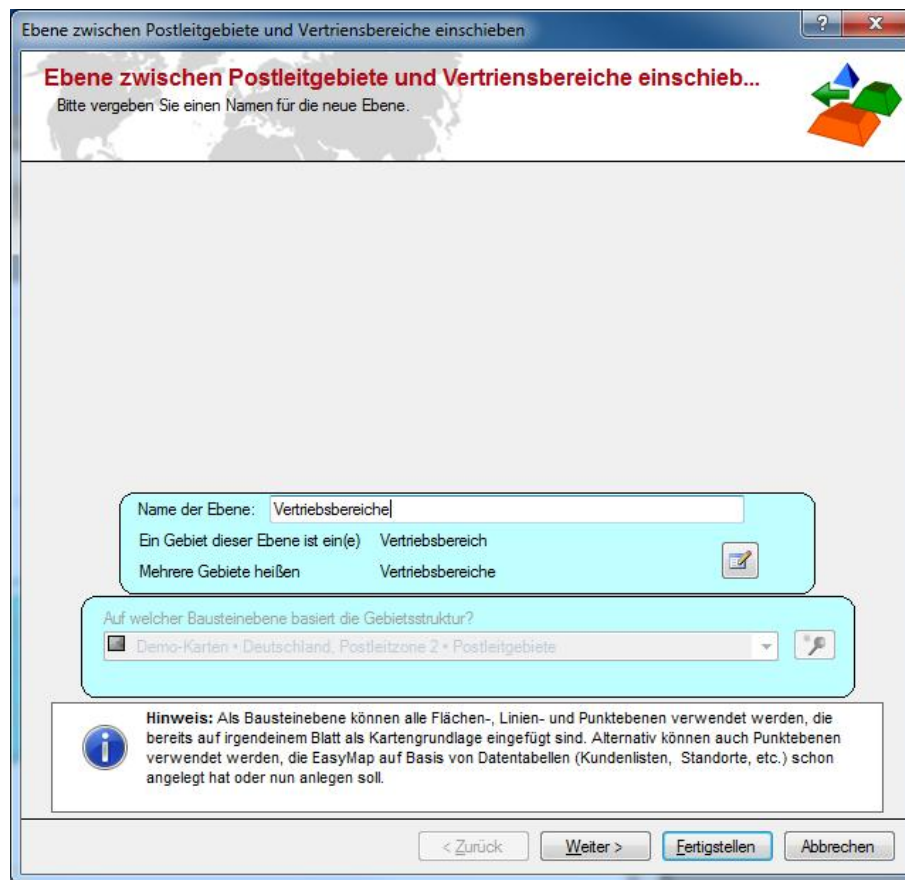 Ebene zwischen Postleitgebiete und Vertriensbereiche einschieben
Ebene zwischen Postleitgebiete und Vertriensbereiche einschieb...
Bitte vergeben Sie einen Namen für die neue Ebene.
Name der Ebene: Vertriebsbereiche
Ein Gebiet dieser Ebene ist ein(e) Vertriebsbereich
Mehrere Gebiete heißen Vertriebsbereiche
Auf welcher Bausteinebene basiert die Gebietsstruktur?
Demo-Karten • Deutschland, Postleitzone 2 • Postleitgebiete
Hinweis: Als Bausteinebene können alle Flächen-, Linien- und Punktebenen verwendet werden, die
bereits auf irgendeinem Blatt als Kartengrundlage eingefügt sind. Alternativ können auch Punktebenen
verwendet werden, die EasyMap auf Basis von Datentabellen (Kundenlisten, Standorte, etc.) schon
angelegt hat oder nun anlegen soll.
< Zurück Weiter > Fertigstellen Abbrechen